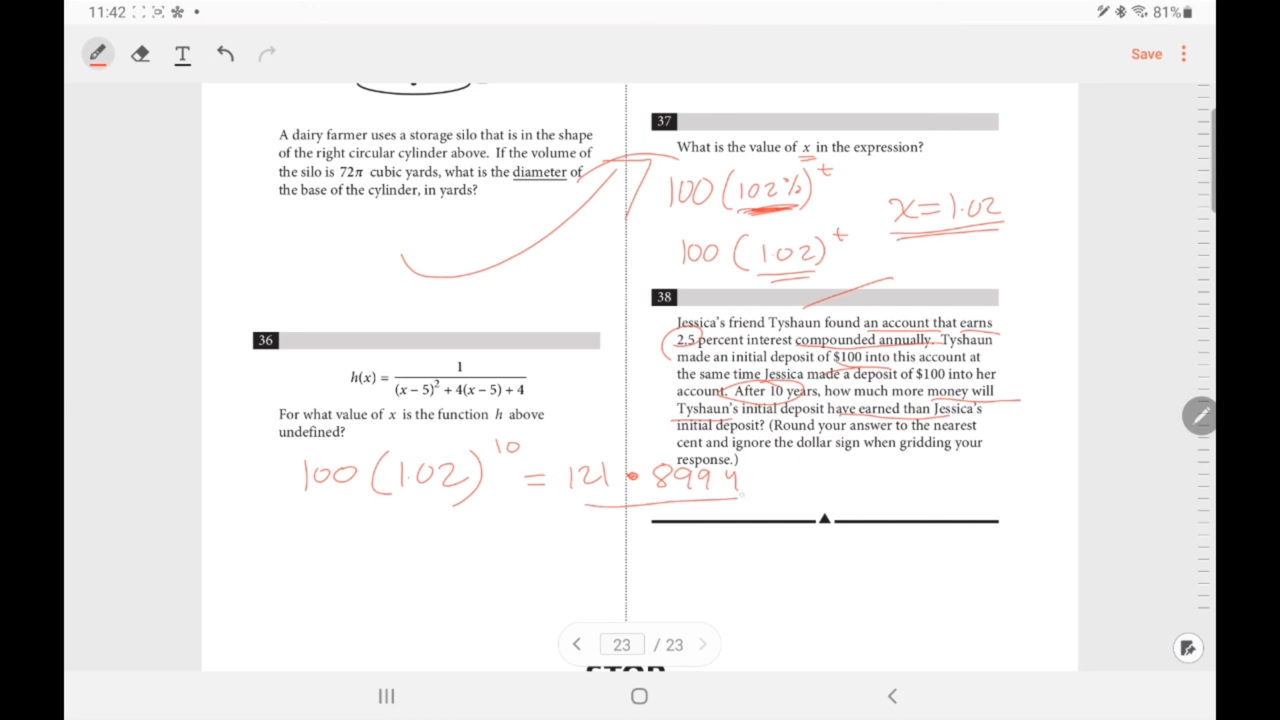 11:42
81%
T
Save
A dairy farmer uses a storage silo that is in the shape
of the right circular cylinder above. If the volume of
the silo is 72π cubic yards, what is the diameter of
the base of the cylinder, in yards?
36
h(x) = 1 / (x − 5)² + 4(x − 5) + 4
For what value of x is the function h above
undefined?
100 (1.02)^10 = 121.8994
37
What is the value of x in the expression?
100 (102%)^t
x = 1.02
100 (1.02)^t
38
Jessica's friend Tyshaun found an account that earns
2.5 percent interest compounded annually. Tyshaun
made an initial deposit of $100 into this account at
the same time Jessica made a deposit of $100 into her
account. After 10 years, how much more money will
Tyshaun's initial deposit have earned than Jessica's
initial deposit? (Round your answer to the nearest
cent and ignore the dollar sign when gridding your
response.)
23 / 23
STOP